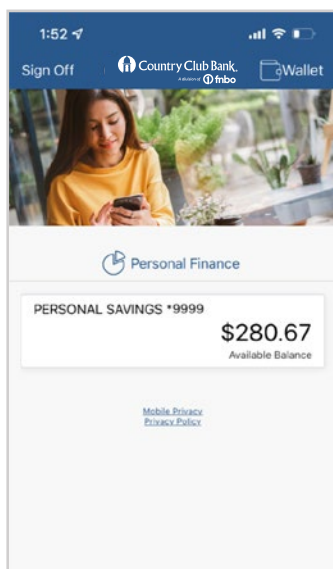 1:52
Sign Off
Country Club Bank
A division of fnbo
Wallet
Personal Finance
PERSONAL SAVINGS *9999
$280.67
Available Balance
Mobile Privacy
Privacy Policy